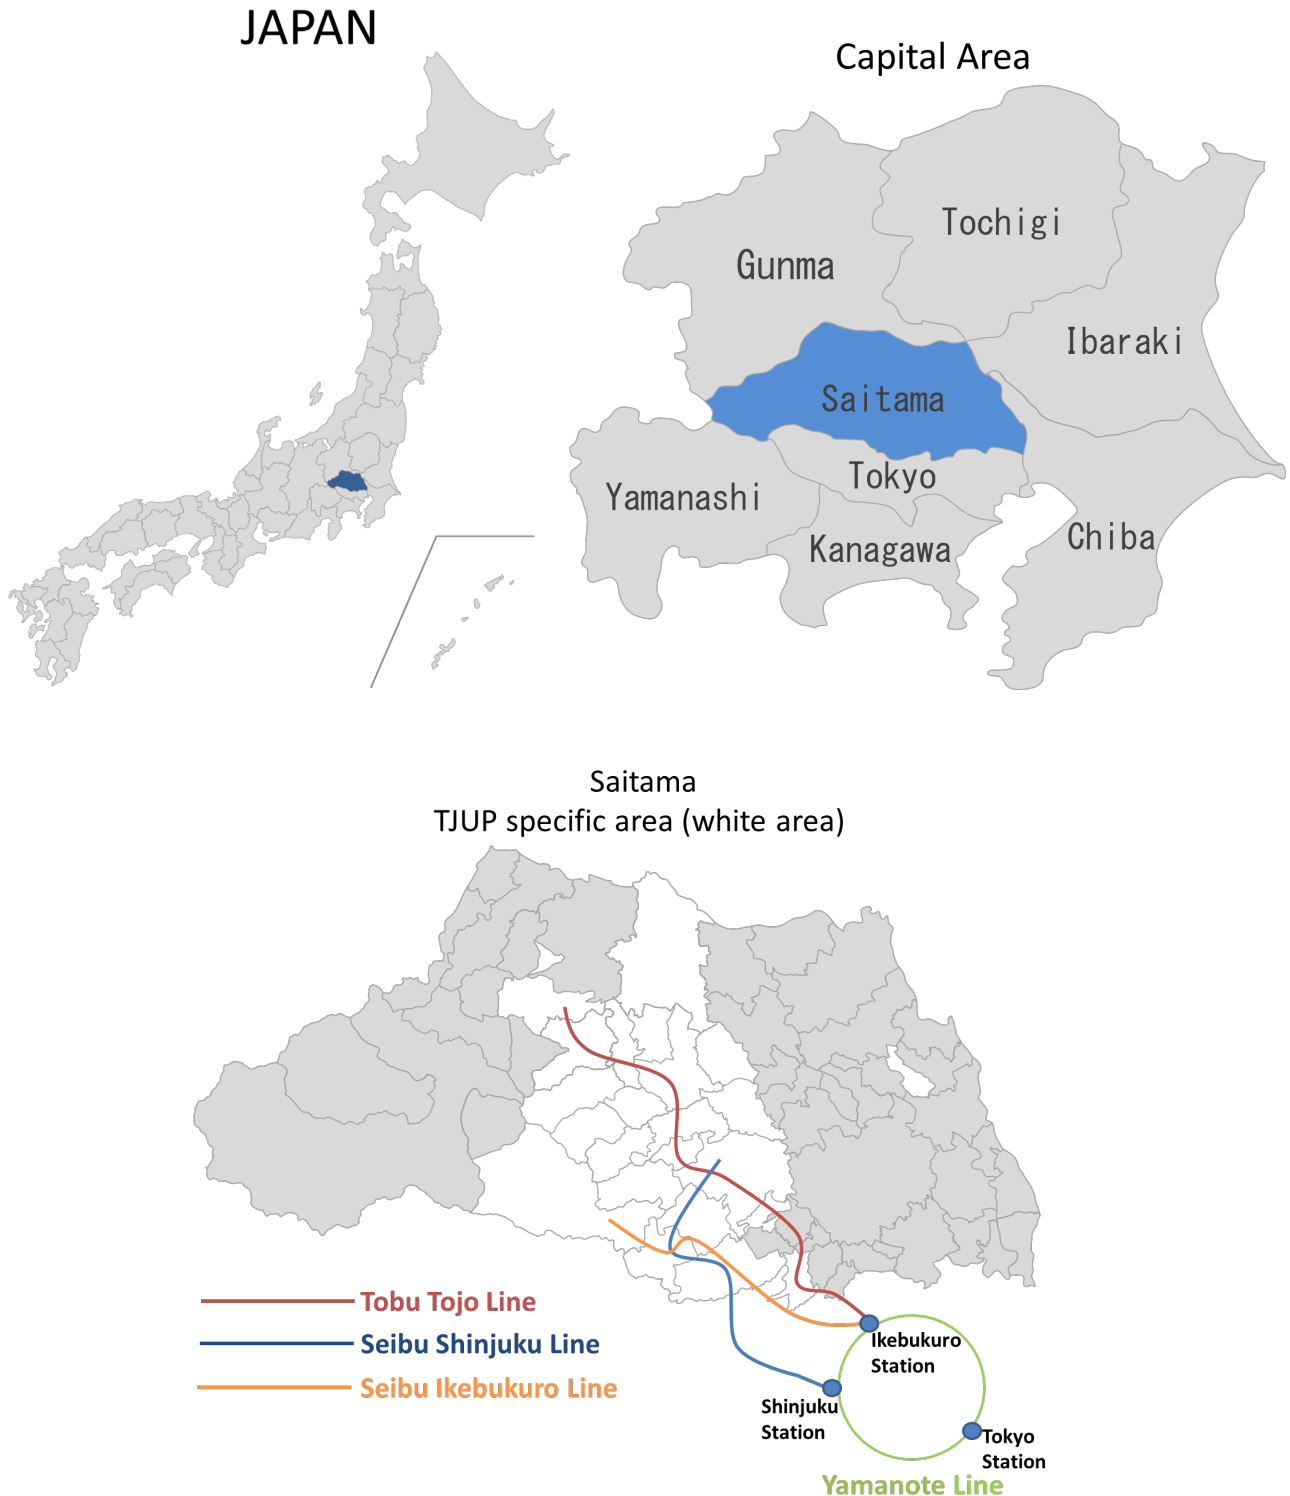 JAPAN
Capital Area
Tochigi
Gunma
Ibaraki
Saitama
Tokyo
Yamanashi
Chiba
Kanagawa
Saitama
TJUP specific area (white area)
Tobu Tojo Line
Seibu Shinjuku Line
Seibu Ikebukuro Line
Ikebukuro
Station
Shinjuku
Station
Tokyo
Station
Yamanote Line